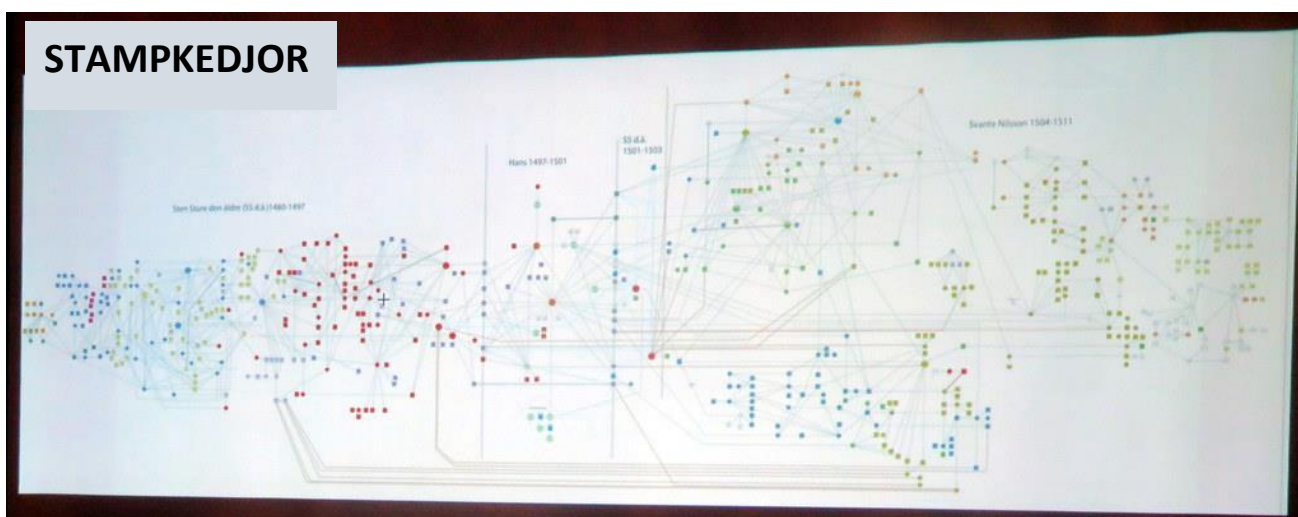 STAMPKEDJOR
Svante Nilsson 1504-1511
SS d.ä.
1501-1503
Hans 1497-1501
Sten Sture den äldre (SS d.ä.)1480-1497